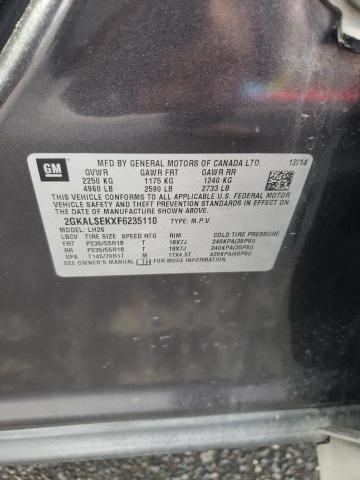 GM
MFD BY GENERAL MOTORS OF CANADA LTD. 12/14
GVWR GAWR FRT GAWR RR
2250 KG 1175 KG 1240 KG
4960 LB 2590 LB 2733 LB
THIS VEHICLE CONFORMS TO ALL APPLICABLE U.S. FEDERAL MOTOR
VEHICLE SAFETY, BUMPER, AND THEFT PREVENTION STANDARDS
IN EFFECT ON THE DATE OF MANUFACTURE SHOWN ABOVE.
2GKALSEKXF6235110 TYPE: M.P.V.
MODEL: LH26
LBCV TIRE SIZE SPEED RTG RIM COLD TIRE PRESSURE
FRT P235/55R18 T 18X7J 240KPA(35PSI)
RR P235/55R18 T 18X7J 240KPA(35PSI)
SPA T145/70R17 M 17X4.5T 420KPA(60PSI)
SEE OWNER'S MANUAL FOR ADDITIONAL INFORMATION.